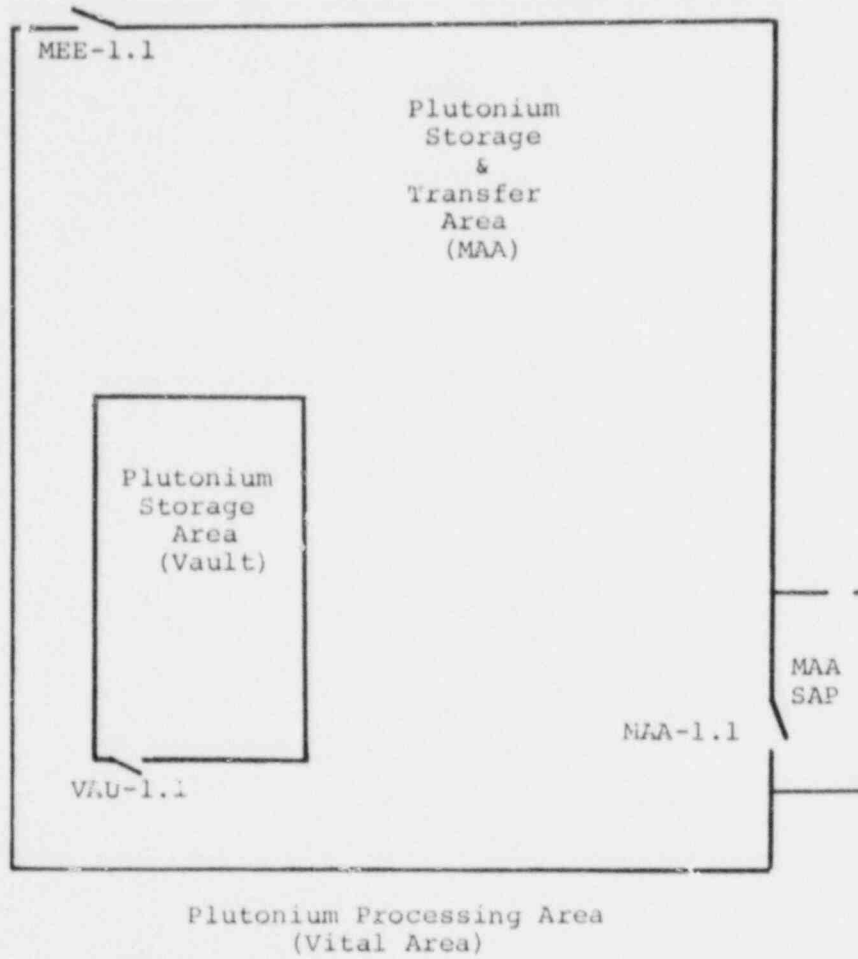 MEE-1.1
Plutonium
Storage
&
Transfer
Area
(MAA)
Plutonium
Storage
Area
(Vault)
MAA
SAP
MAA-1.1
VAU-1.1
Plutonium Processing Area
(Vital Area)